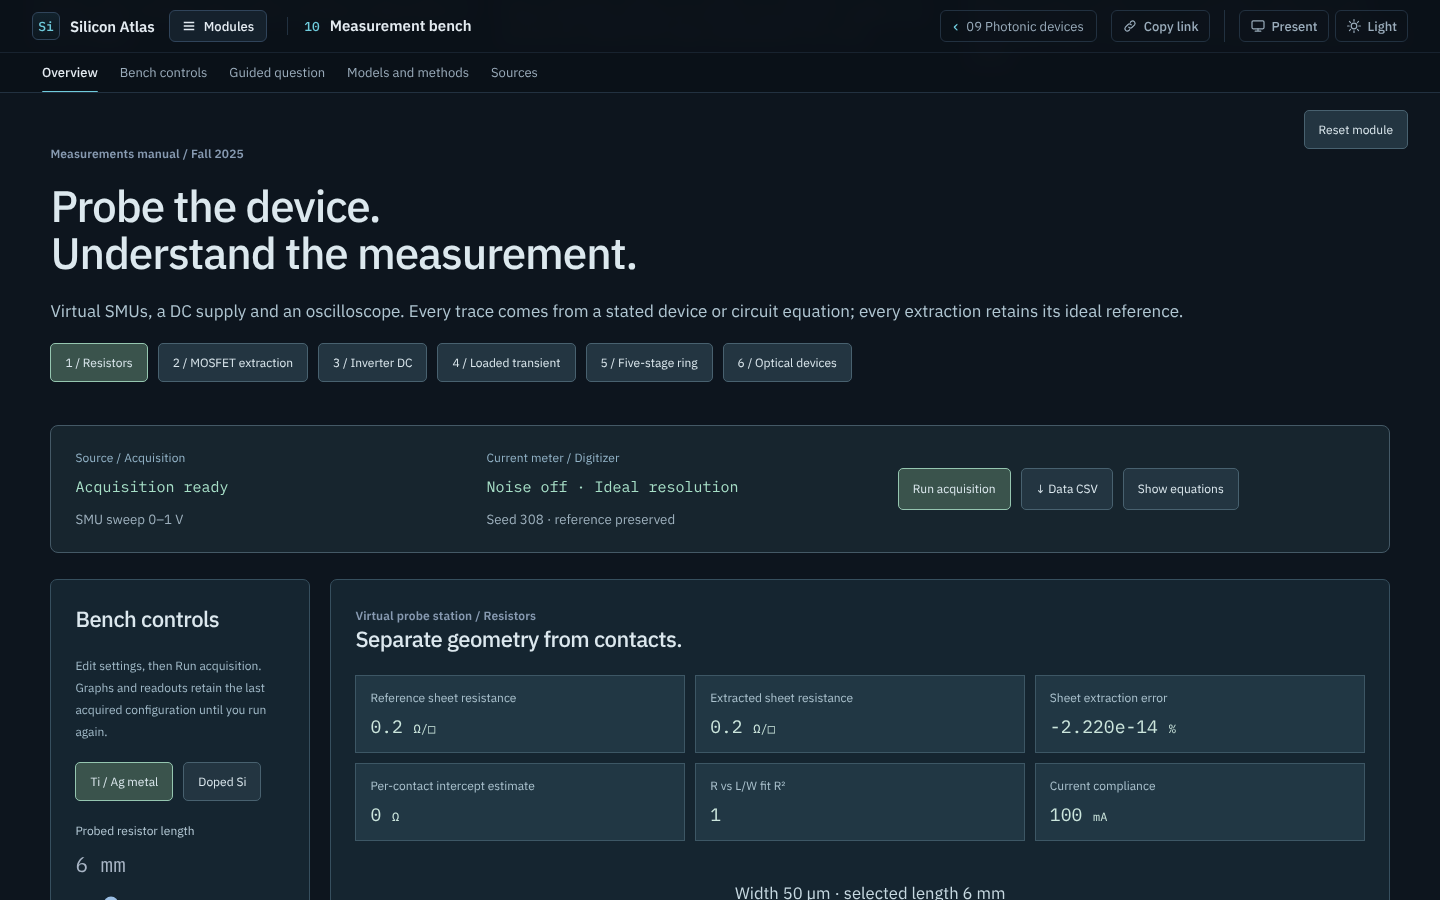 Si Silicon Atlas Modules 10 Measurement bench ‹ 09 Photonic devices Copy link Present Light
Overview Bench controls Guided question Models and methods Sources
Reset module
Measurements manual / Fall 2025
Probe the device.
Understand the measurement.
Virtual SMUs, a DC supply and an oscilloscope. Every trace comes from a stated device or circuit equation; every extraction retains its ideal reference.
1 / Resistors 2 / MOSFET extraction 3 / Inverter DC 4 / Loaded transient 5 / Five-stage ring 6 / Optical devices
Source / Acquisition
Acquisition ready
SMU sweep 0–1 V
Current meter / Digitizer
Noise off · Ideal resolution
Seed 308 · reference preserved
Run acquisition ↓ Data CSV Show equations
Bench controls
Edit settings, then Run acquisition.
Graphs and readouts retain the last
acquired configuration until you run
again.
Ti / Ag metal Doped Si
Probed resistor length
6 mm
Virtual probe station / Resistors
Separate geometry from contacts.
Reference sheet resistance
0.2 Ω/□
Extracted sheet resistance
0.2 Ω/□
Sheet extraction error
-2.220e-14 %
Per-contact intercept estimate
0 Ω
R vs L/W fit R²
1
Current compliance
100 mA
Width 50 µm · selected length 6 mm